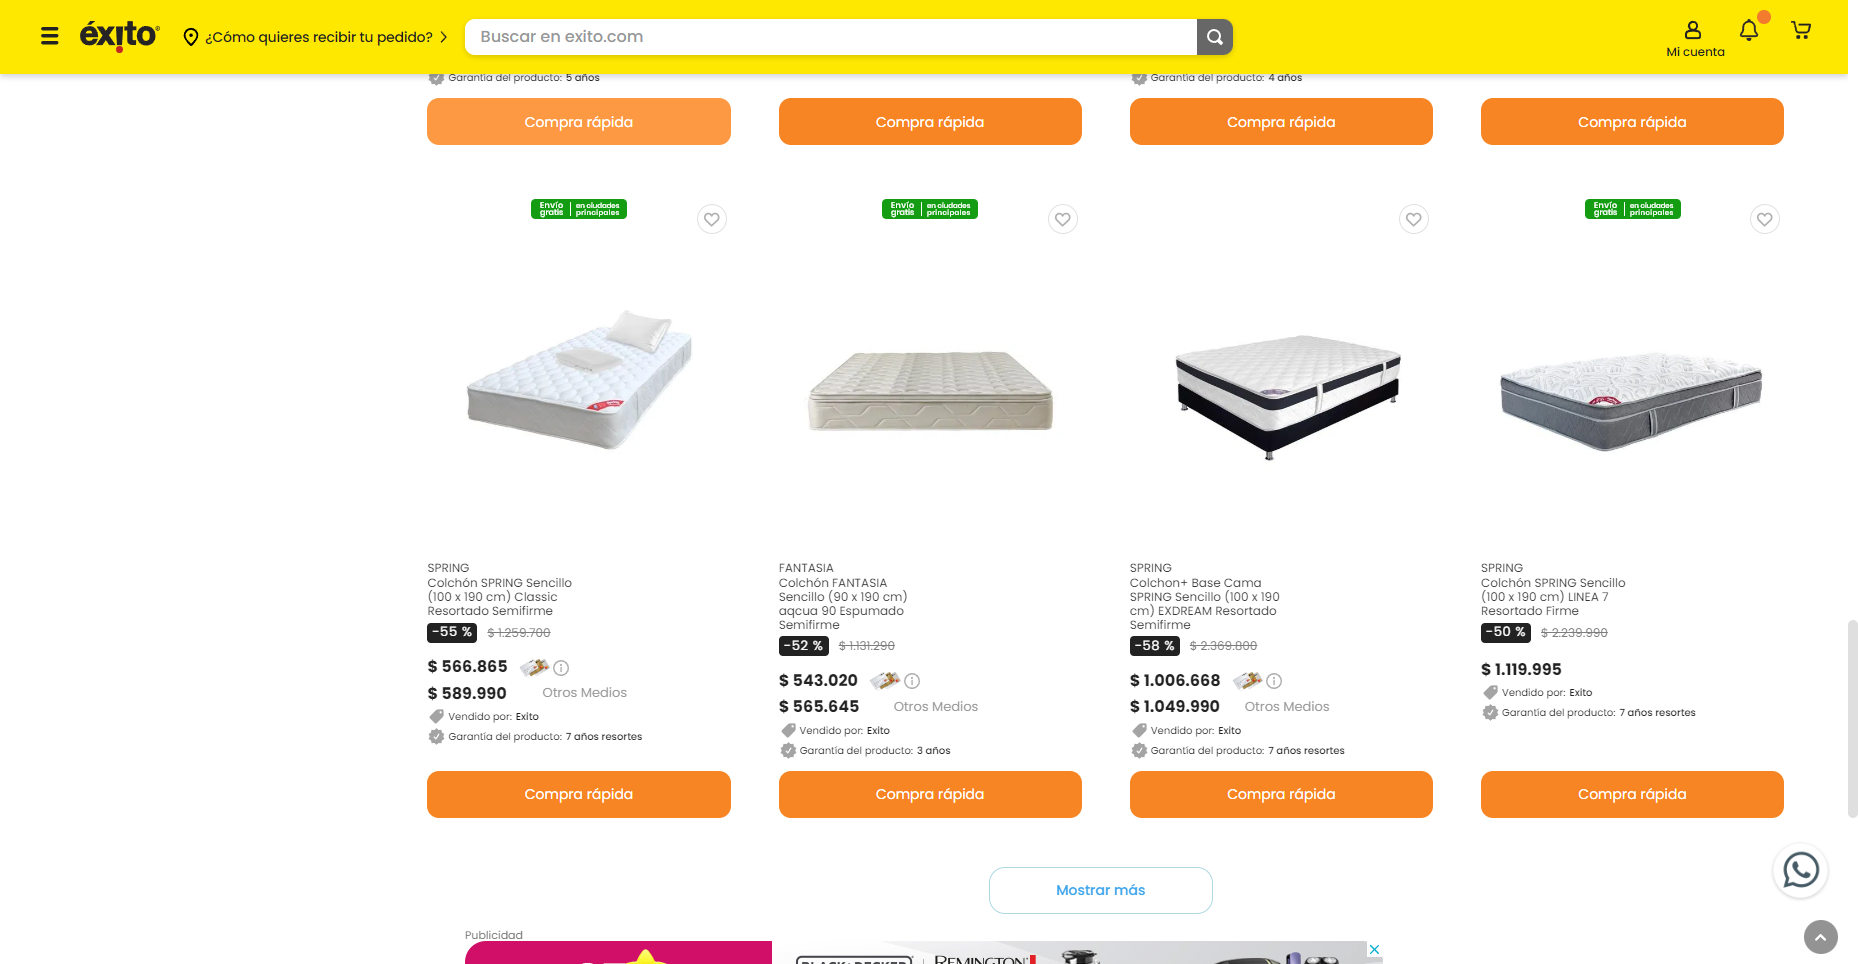 éxito
¿Cómo quieres recibir tu pedido?
Buscar en exito.com
Mi cuenta
Garantía del producto: 5 años
Garantía del producto: 4 años
Compra rápida
Compra rápida
Compra rápida
Compra rápida
Envío gratis | en ciudades principales
Envío gratis | en ciudades principales
Envío gratis | en ciudades principales
SPRING
Colchón SPRING Sencillo
(100 x 190 cm) Classic
Resortado Semifirme
-55 % $ 1.259.700
$ 566.865
$ 589.990 Otros Medios
Vendido por: Exito
Garantía del producto: 7 años resortes
Compra rápida
FANTASIA
Colchón FANTASIA
Sencillo (90 x 190 cm)
aqcua 90 Espumado
Semifirme
-52 % $ 1.131.290
$ 543.020
$ 565.645 Otros Medios
Vendido por: Exito
Garantía del producto: 3 años
Compra rápida
SPRING
Colchon+ Base Cama
SPRING Sencillo (100 x 190
cm) EXDREAM Resortado
Semifirme
-58 % $ 2.369.800
$ 1.006.668
$ 1.049.990 Otros Medios
Vendido por: Exito
Garantía del producto: 7 años resortes
Compra rápida
SPRING
Colchón SPRING Sencillo
(100 x 190 cm) LINEA 7
Resortado Firme
-50 % $ 2.239.990
$ 1.119.995
Vendido por: Exito
Garantía del producto: 7 años resortes
Compra rápida
Mostrar más
Publicidad
BLACK+DECKER
REMINGTON